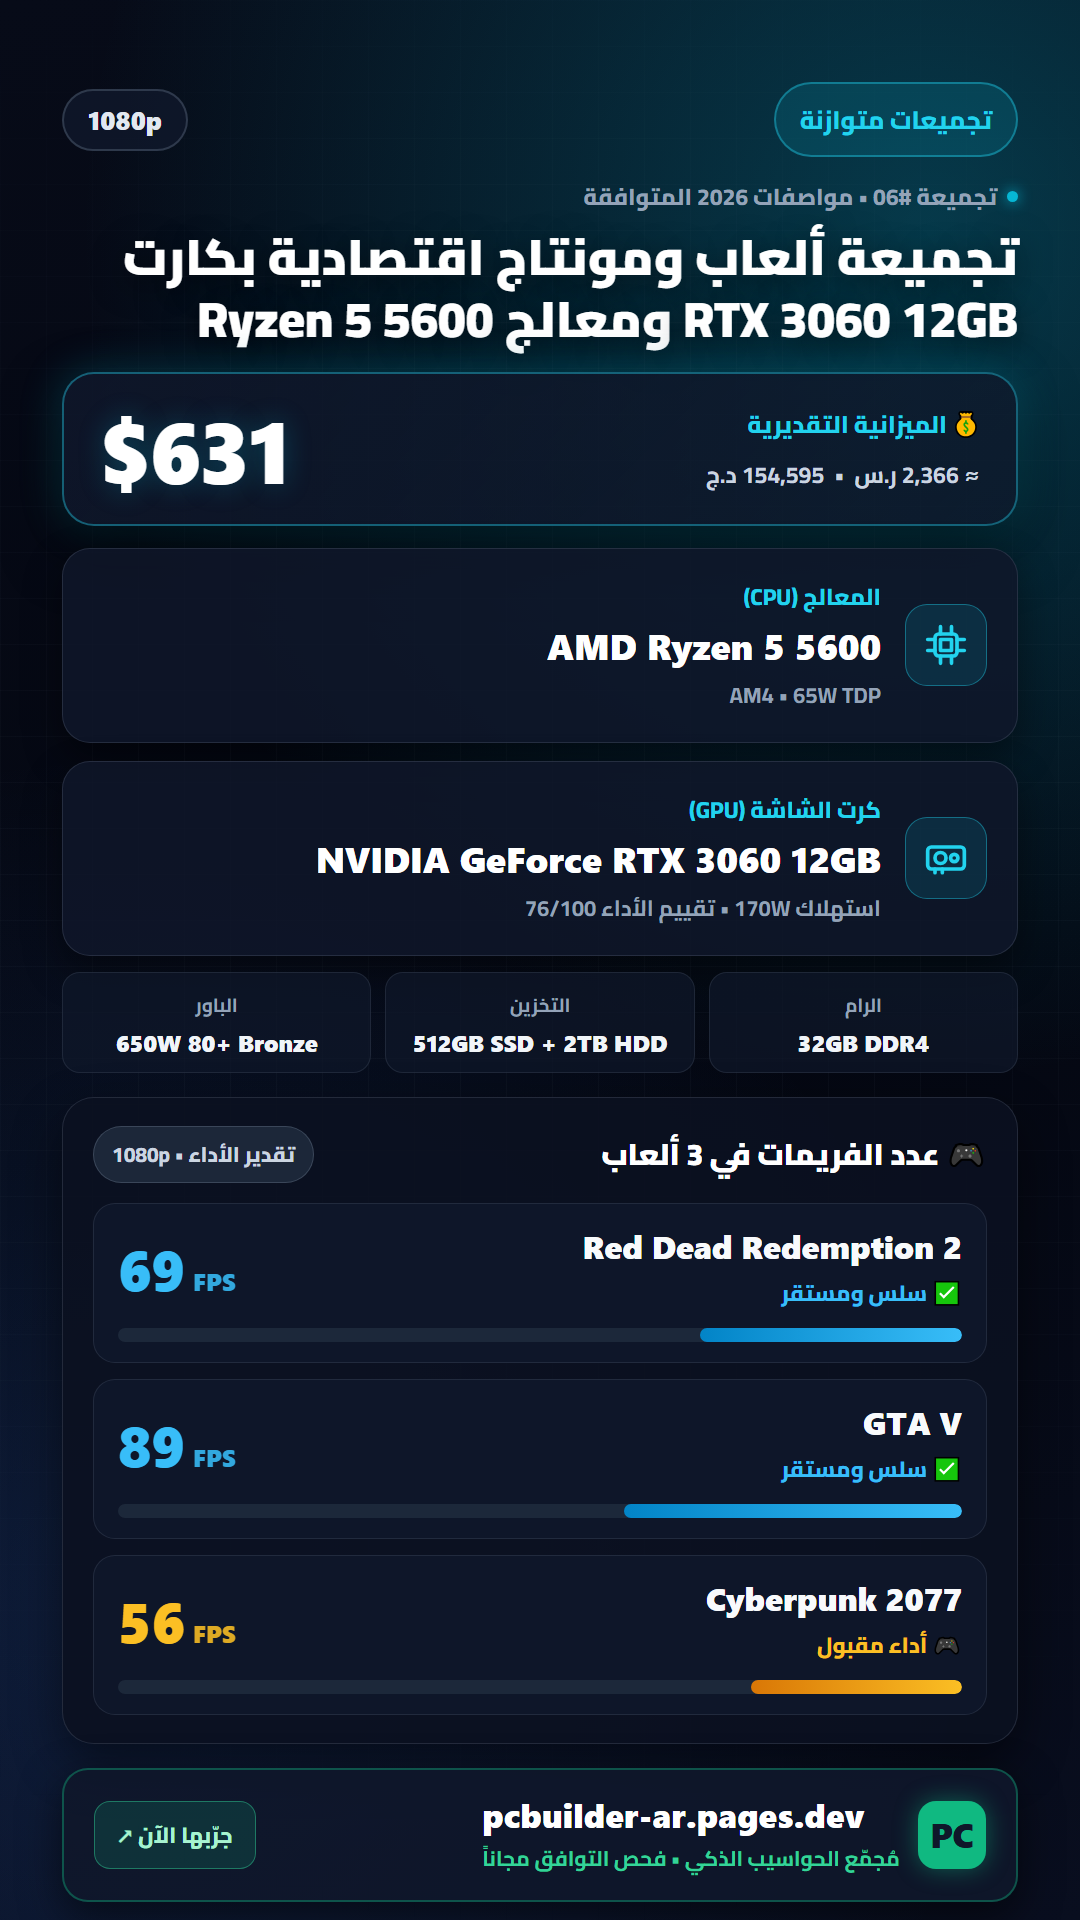 تجميعات متوازنة
1080p
تجميعة #06 • مواصفات 2026 المتوافقة
تجميعة ألعاب ومونتاج اقتصادية بكارت
RTX 3060 12GB ومعالج Ryzen 5 5600
💰 الميزانية التقديرية
$631
≈ 2,366 ر.س • 154,595 د.ج
المعالج (CPU)
AMD Ryzen 5 5600
AM4 • 65W TDP
كرت الشاشة (GPU)
NVIDIA GeForce RTX 3060 12GB
استهلاك 170W • تقييم الأداء 76/100
الرام
32GB DDR4
التخزين
512GB SSD + 2TB HDD
الباور
650W 80+ Bronze
🎮 عدد الفريمات في 3 ألعاب
تقدير الأداء • 1080p
Red Dead Redemption 2
✅ سلس ومستقر
69 FPS
GTA V
✅ سلس ومستقر
89 FPS
Cyberpunk 2077
🎮 أداء مقبول
56 FPS
PC
pcbuilder-ar.pages.dev
مُجمّع الحواسيب الذكي • فحص التوافق مجاناً
جرّبها الآن ↗